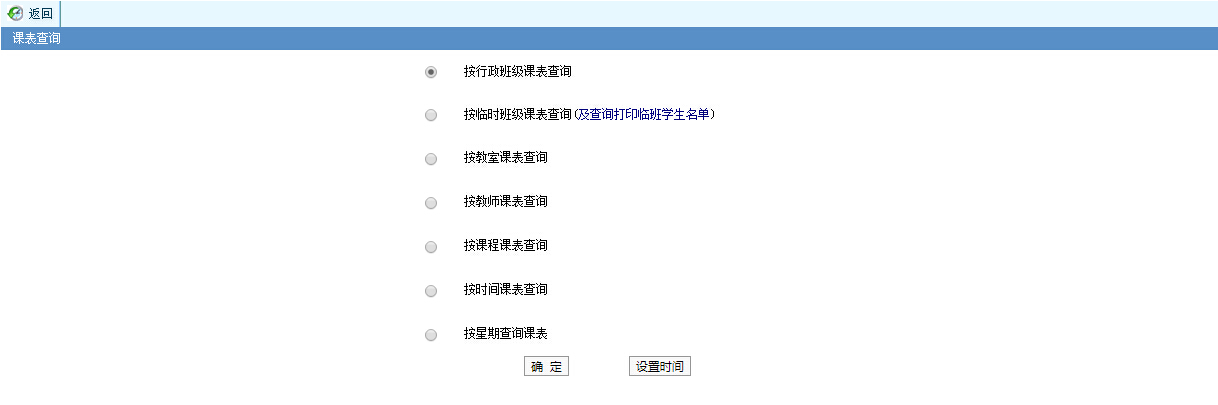 返回
课表查询
按行政班级课表查询
按临时班级课表查询(及查询打印临班学生名单)
按教室课表查询
按教师课表查询
按课程课表查询
按时间课表查询
按星期查询课表
确 定 设置时间